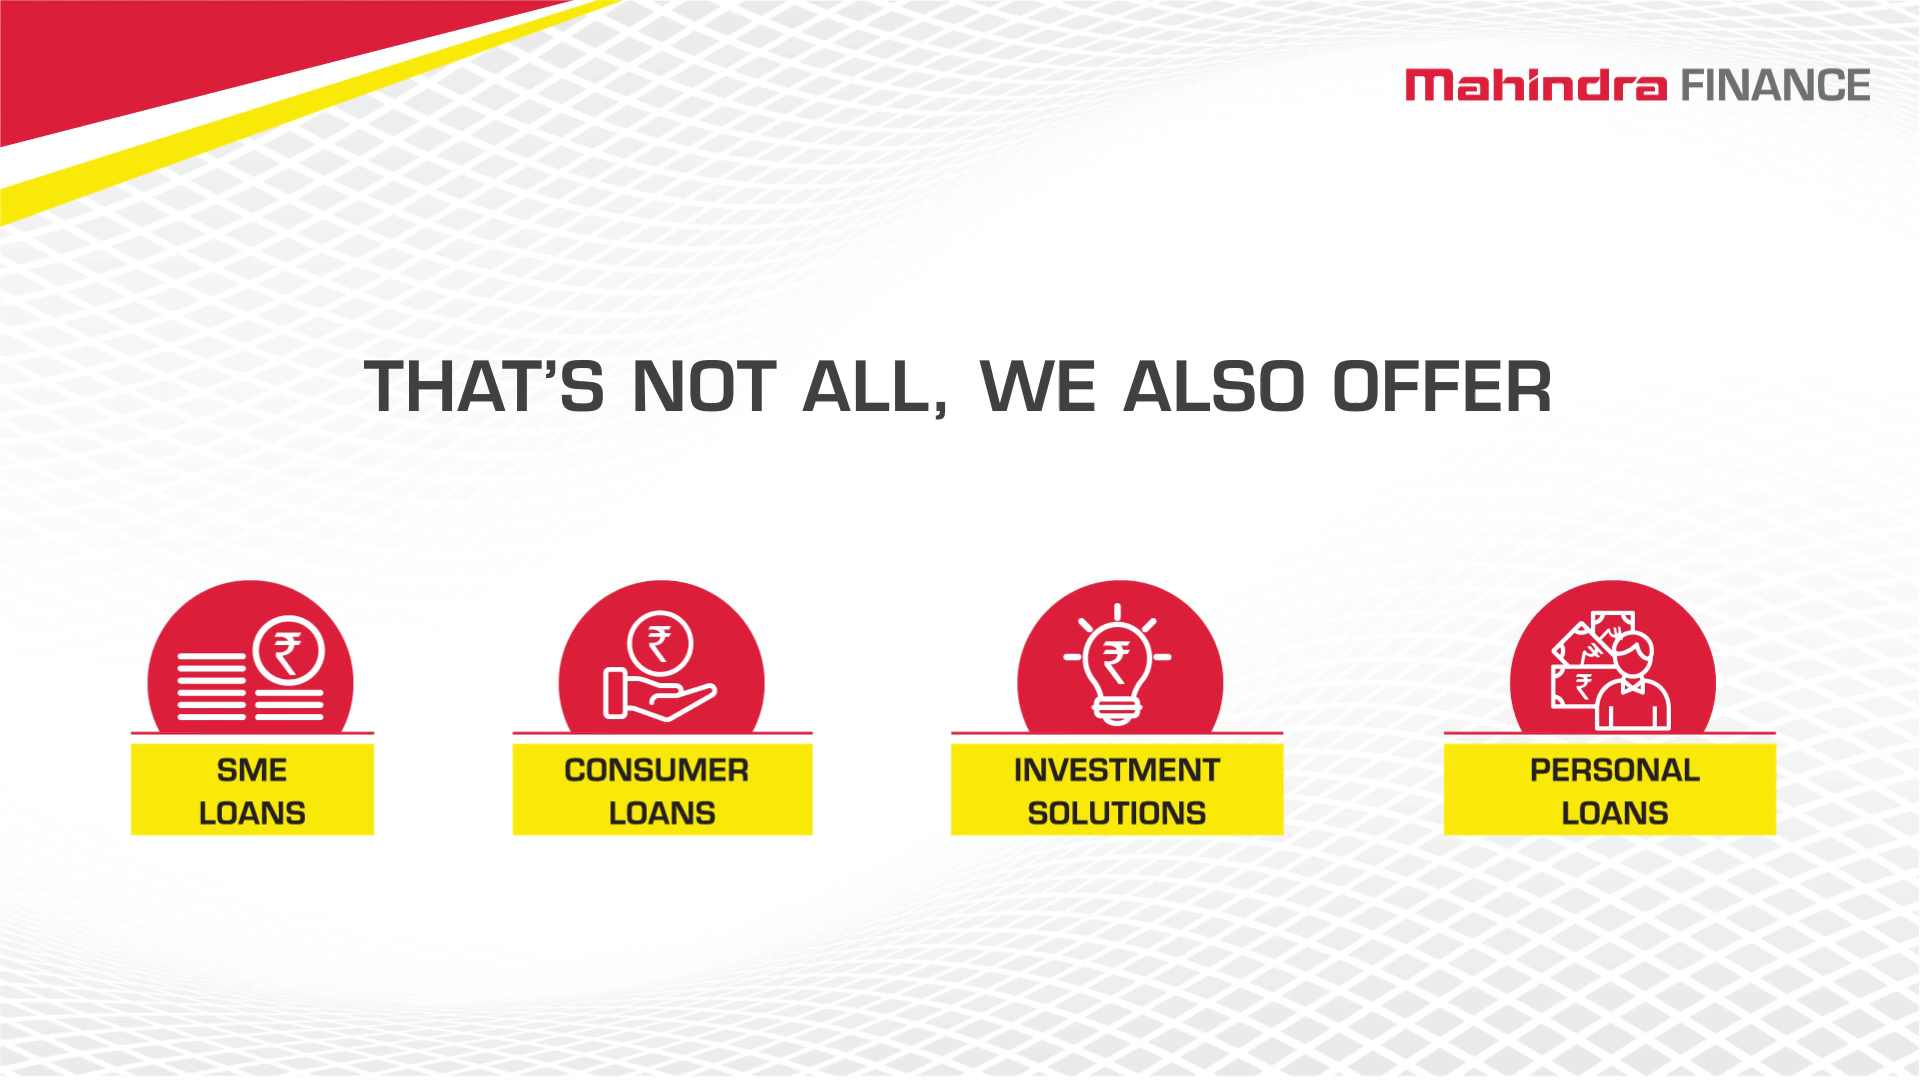 Mahindra FINANCE
THAT’S NOT ALL, WE ALSO OFFER
₹
₹
₹
₹
SME
LOANS
CONSUMER
LOANS
INVESTMENT
SOLUTIONS
PERSONAL
LOANS